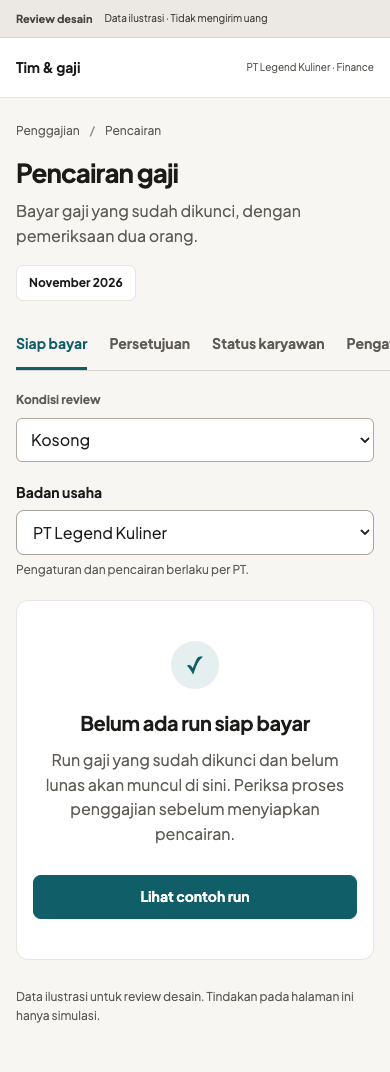 Review desain Data ilustrasi · Tidak mengirim uang
Tim & gaji PT Legend Kuliner · Finance
Penggajian / Pencairan
Pencairan gaji
Bayar gaji yang sudah dikunci, dengan
pemeriksaan dua orang.
November 2026
Siap bayar Persetujuan Status karyawan Penga
Kondisi review
Kosong
Badan usaha
PT Legend Kuliner
Pengaturan dan pencairan berlaku per PT.
Belum ada run siap bayar
Run gaji yang sudah dikunci dan belum
lunas akan muncul di sini. Periksa proses
penggajian sebelum menyiapkan
pencairan.
Lihat contoh run
Data ilustrasi untuk review desain. Tindakan pada halaman ini
hanya simulasi.